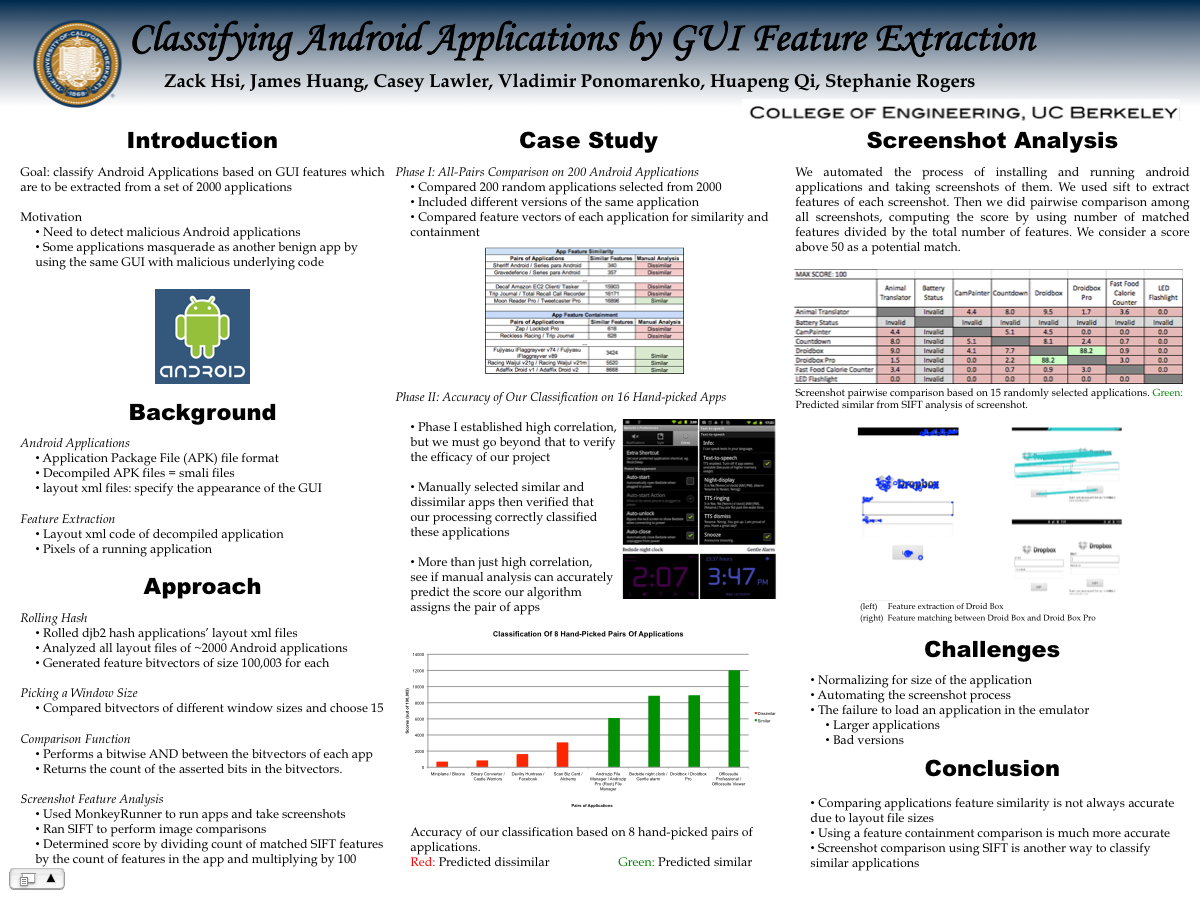 Classifying Android Applications by GUI Feature Extraction
Zack Hsi, James Huang, Casey Lawler, Vladimir Ponomarenko, Huapeng Qi, Stephanie Rogers
College of Engineering, UC Berkeley
Introduction
Goal: classify Android Applications based on GUI features which
are to be extracted from a set of 2000 applications
Motivation
• Need to detect malicious Android applications
• Some applications masquerade as another benign app by
using the same GUI with malicious underlying code
android
Background
Android Applications
• Application Package File (APK) file format
• Decompiled APK files = smali files
• layout xml files: specify the appearance of the GUI
Feature Extraction
• Layout xml code of decompiled application
• Pixels of a running application
Approach
Rolling Hash
• Rolled djb2 hash applications' layout xml files
• Analyzed all layout files of ~2000 Android applications
• Generated feature bitvectors of size 100,003 for each
Picking a Window Size
• Compared bitvectors of different window sizes and choose 15
Comparison Function
• Performs a bitwise AND between the bitvectors of each app
• Returns the count of the asserted bits in the bitvectors.
Screenshot Feature Analysis
• Used MonkeyRunner to run apps and take screenshots
• Ran SIFT to perform image comparisons
• Determined score by dividing count of matched SIFT features
by the count of features in the app and multiplying by 100
Case Study
Phase I: All-Pairs Comparison on 200 Android Applications
• Compared 200 random applications selected from 2000
• Included different versions of the same application
• Compared feature vectors of each application for similarity and
containment
App Feature Similarity
Pairs of Applications Similar Features Manual Analysis
Sheriff Android / Series para Android 340 Dissimilar
Gravedefence / Series para Android 357 Dissimilar
...
Decaf Amazon EC2 Client/ Tasker 15903 Dissimilar
Trip Journal / Total Recall Call Recorder 16171 Dissimilar
Moon Reader Pro / Tweetcaster Pro 16896 Similar
App Feature Containment
Pairs of Applications Similar Features Manual Analysis
Zap / Lockbot Pro 618 Dissimilar
Reckless Racing / Trip Journal 626 Dissimilar
...
Fujiyasu iFlaggrayver v74 / Fujiyasu
iFlaggrayver v89 3424 Similar
Racing Waijul v21g / Racing Waijul v21n 5520 Similar
Adaffix Droid v1 / Adaffix Droid v2 8668 Similar
Phase II: Accuracy of Our Classification on 16 Hand-picked Apps
• Phase I established high correlation,
but we must go beyond that to verify
the efficacy of our project
• Manually selected similar and
dissimilar apps then verified that
our processing correctly classified
these applications
• More than just high correlation,
see if manual analysis can accurately
predict the score our algorithm
assigns the pair of apps
Extra Shortcut
Auto-start
Auto-start Action
Auto-unlock
Auto-close
Info:
Text-to-speech
Night-display
TTS ringing
TTS dismiss
Snooze
Bedside night clock
Gentle Alarm
2:07
3:47 PM
Classification Of 8 Hand-Picked Pairs Of Applications
Scores (out of 100,003)
14000
12000
10000
8000
6000
4000
2000
0
Dissimilar
Similar
Miniplane / Bloons
Binary Converter / Castle Warriors
Destiny Huntress / Facebook
Scan Biz Card / Alchemy
Androzip File Manager / Androzip Pro (Root) File Manager
Bedside night clock / Gentle alarm
Droidbox / Droidbox Pro
Officesuite Professional / Officesuite Viewer
Pairs of Applications
Accuracy of our classification based on 8 hand-picked pairs of
applications.
Red: Predicted dissimilar Green: Predicted similar
Screenshot Analysis
We automated the process of installing and running android
applications and taking screenshots of them. We used sift to extract
features of each screenshot. Then we did pairwise comparison among
all screenshots, computing the score by using number of matched
features divided by the total number of features. We consider a score
above 50 as a potential match.
MAX SCORE: 100
Animal Translator Battery Status CamPainter Countdown Droidbox Droidbox Pro Fast Food Calorie Counter LED Flashlight
Animal Translator Invalid 4.4 8.0 9.5 1.7 3.6 0.0
Battery Status Invalid Invalid Invalid Invalid Invalid Invalid Invalid
CamPainter 4.4 Invalid 5.1 4.5 0.0 0.0 0.0
Countdown 8.0 Invalid 5.1 8.1 2.4 0.7 0.0
Droidbox 9.0 Invalid 4.1 7.7 88.2 0.9 0.0
Droidbox Pro 1.5 Invalid 0.0 2.2 88.2 3.0 0.0
Fast Food Calorie Counter 3.4 Invalid 0.0 0.7 0.9 3.0 0.0
LED Flashlight 0.0 Invalid 0.0 0.0 0.0 0.0 0.0
Screenshot pairwise comparison based on 15 randomly selected applications. Green:
Predicted similar from SIFT analysis of screenshot.
Dropbox
Dropbox Dropbox
(left) Feature extraction of Droid Box
(right) Feature matching between Droid Box and Droid Box Pro
Challenges
• Normalizing for size of the application
• Automating the screenshot process
• The failure to load an application in the emulator
• Larger applications
• Bad versions
Conclusion
• Comparing applications feature similarity is not always accurate
due to layout file sizes
• Using a feature containment comparison is much more accurate
• Screenshot comparison using SIFT is another way to classify
similar applications